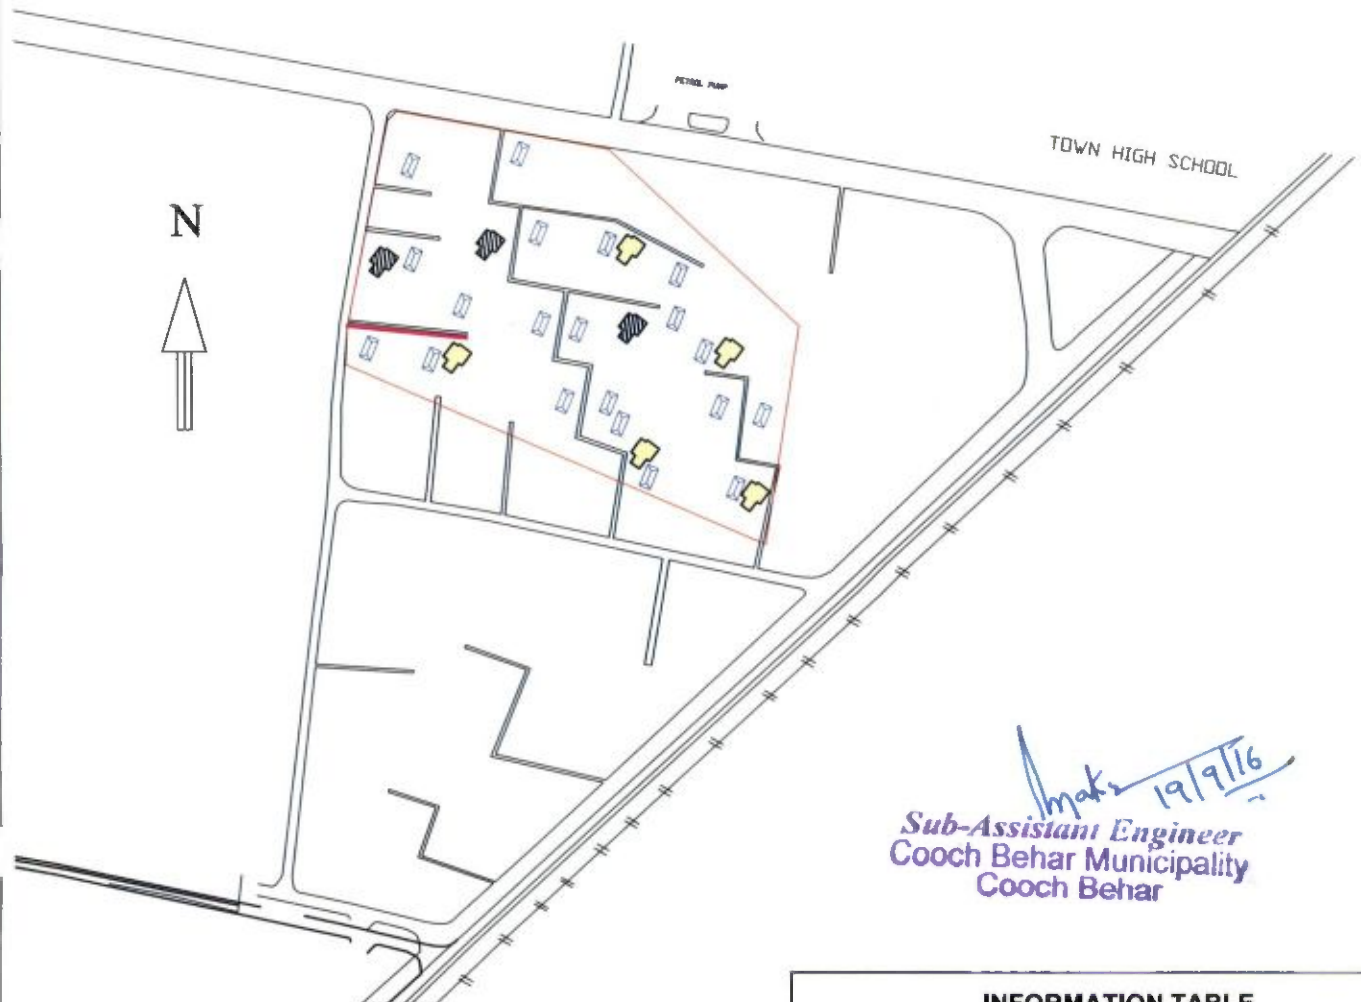 PETROL PUMP
TOWN HIGH SCHOOL
N
19/9/16
Sub-Assistant Engineer
Cooch Behar Municipality
Cooch Behar
INFORMATION TABLE